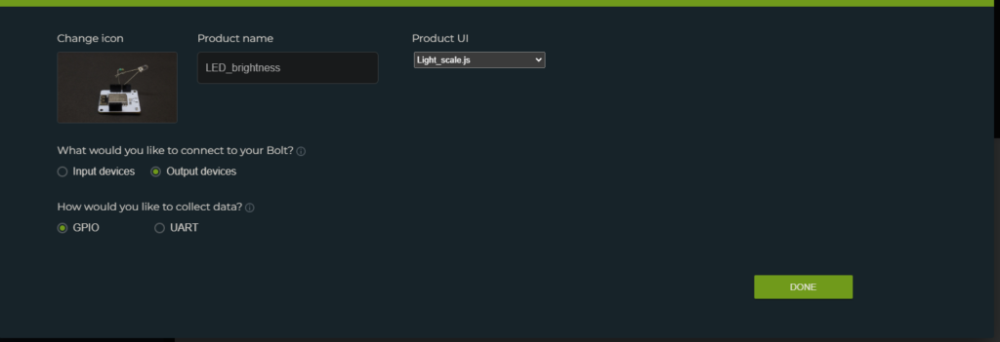 Change icon
Product name
Product UI
LED_brightness
Light_scale.js
What would you like to connect to your Bolt?
Input devices
Output devices
How would you like to collect data?
GPIO
UART
DONE